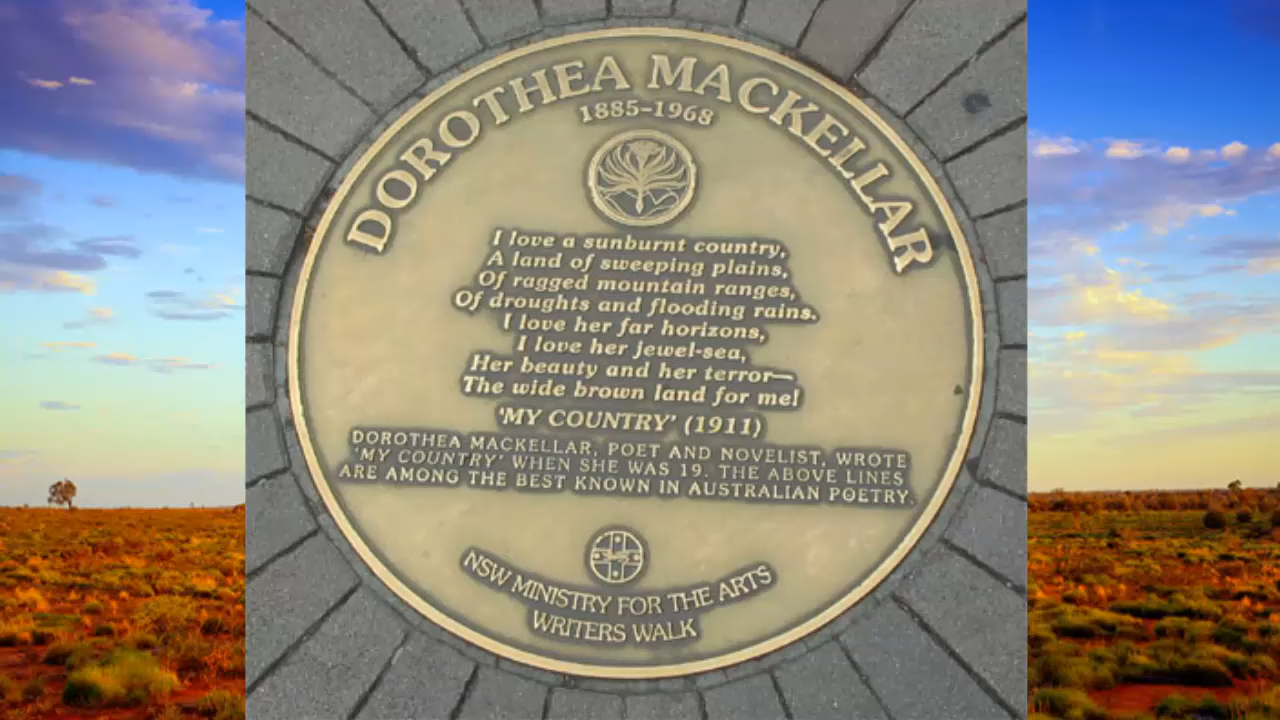 DOROTHEA MACKELLAR
1885-1968
I love a sunburnt country,
A land of sweeping plains,
Of ragged mountain ranges,
Of droughts and flooding rains.
I love her far horizons,
I love her jewel-sea,
Her beauty and her terror—
The wide brown land for me!
'MY COUNTRY' (1911)
DOROTHEA MACKELLAR, POET AND NOVELIST, WROTE
'MY COUNTRY' WHEN SHE WAS 19. THE ABOVE LINES
ARE AMONG THE BEST KNOWN IN AUSTRALIAN POETRY.
NSW MINISTRY FOR THE ARTS
WRITERS WALK